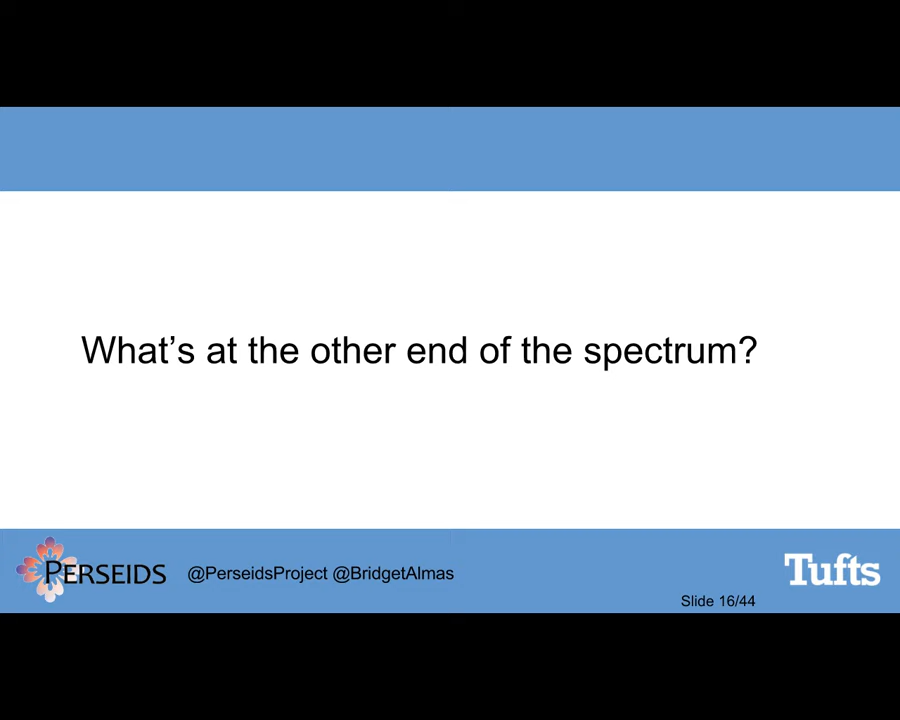 What’s at the other end of the spectrum?
PERSEIDS
@PerseidsProject @BridgetAlmas
Tufts
Slide 16/44